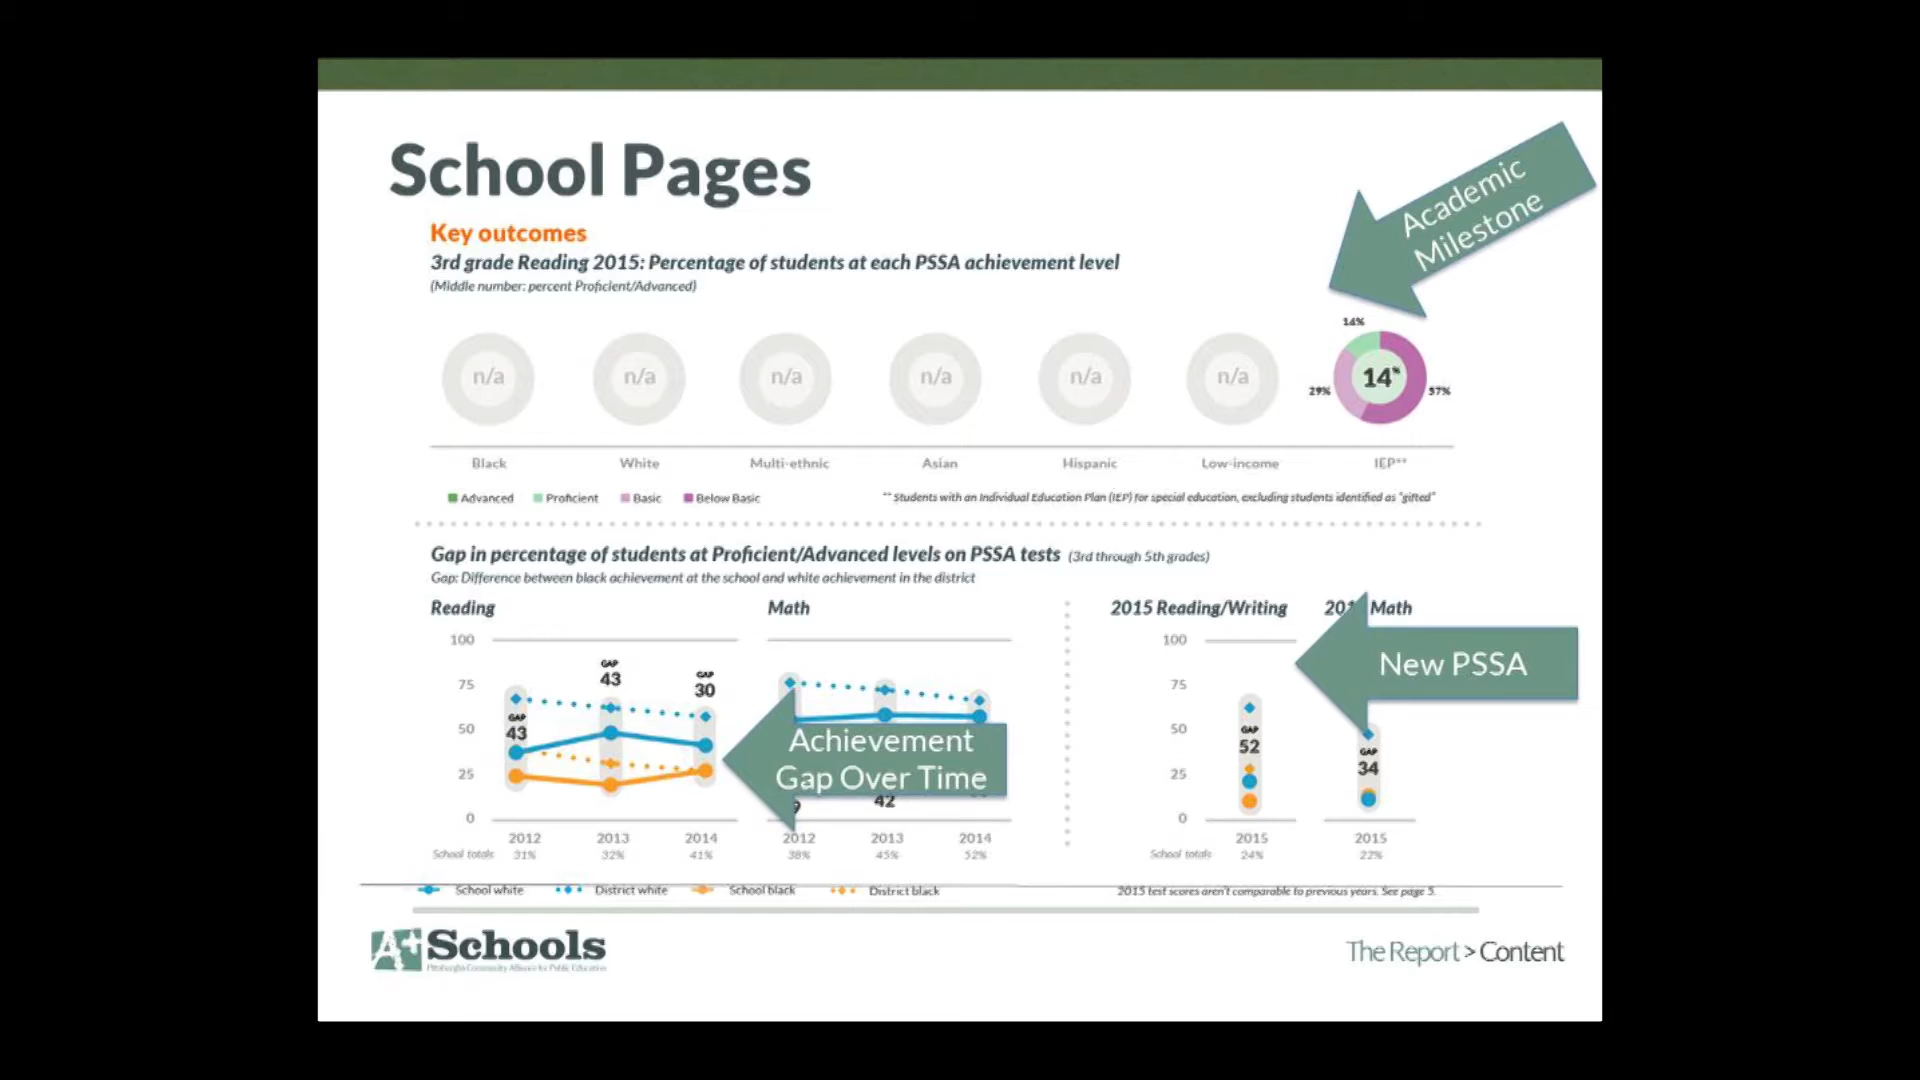 School Pages
Academic
Milestone
Key outcomes
3rd grade Reading 2015: Percentage of students at each PSSA achievement level
(Middle number: percent Proficient/Advanced)
14%
n/a n/a n/a n/a n/a n/a 14%
29% 57%
Black White Multi-ethnic Asian Hispanic Low-income IEP**
Advanced Proficient Basic Below Basic
** Students with an Individual Education Plan (IEP) for special education, excluding students identified as "gifted"
Gap in percentage of students at Proficient/Advanced levels on PSSA tests (3rd through 5th grades)
Gap: Difference between black achievement at the school and white achievement in the district
Reading
100
75
50
25
0
GAP
43
GAP
43
GAP
30
2012 2013 2014
School totals 31% 32% 41%
Math
Achievement
Gap Over Time
42
2012 2013 2014
38% 45% 52%
School white District white School black District black
2015 Reading/Writing
100
75
50
25
0
GAP
52
2015
School totals 24%
Math
New PSSA
GAP
34
2015
22%
2015 test scores aren't comparable to previous years. See page 5.
A+ Schools
Pittsburgh's Community Alliance for Public Education
The Report > Content